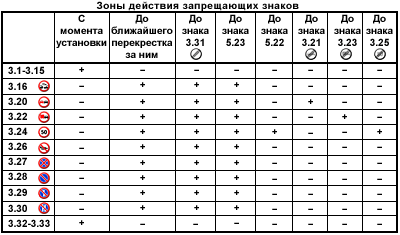 Зоны действия запрещающих знаков
С момента установки | До ближайшего перекрестка за ним | До знака 3.31 | До знака 5.23 | До знака 5.22 | До знака 3.21 | До знака 3.23 | До знака 3.25
3.1-3.15 + – – – – – – –
3.16 – + + + – – – –
3.20 – + + + – + – –
3.22 – + + + – – + –
3.24 50 – + + + + – – +
3.26 – + + + – – – –
3.27 – + + + – – – –
3.28 – + + + – – – –
3.29 – + + + – – – –
3.30 – + + + – – – –
3.32-3.33 + – – – – – – –